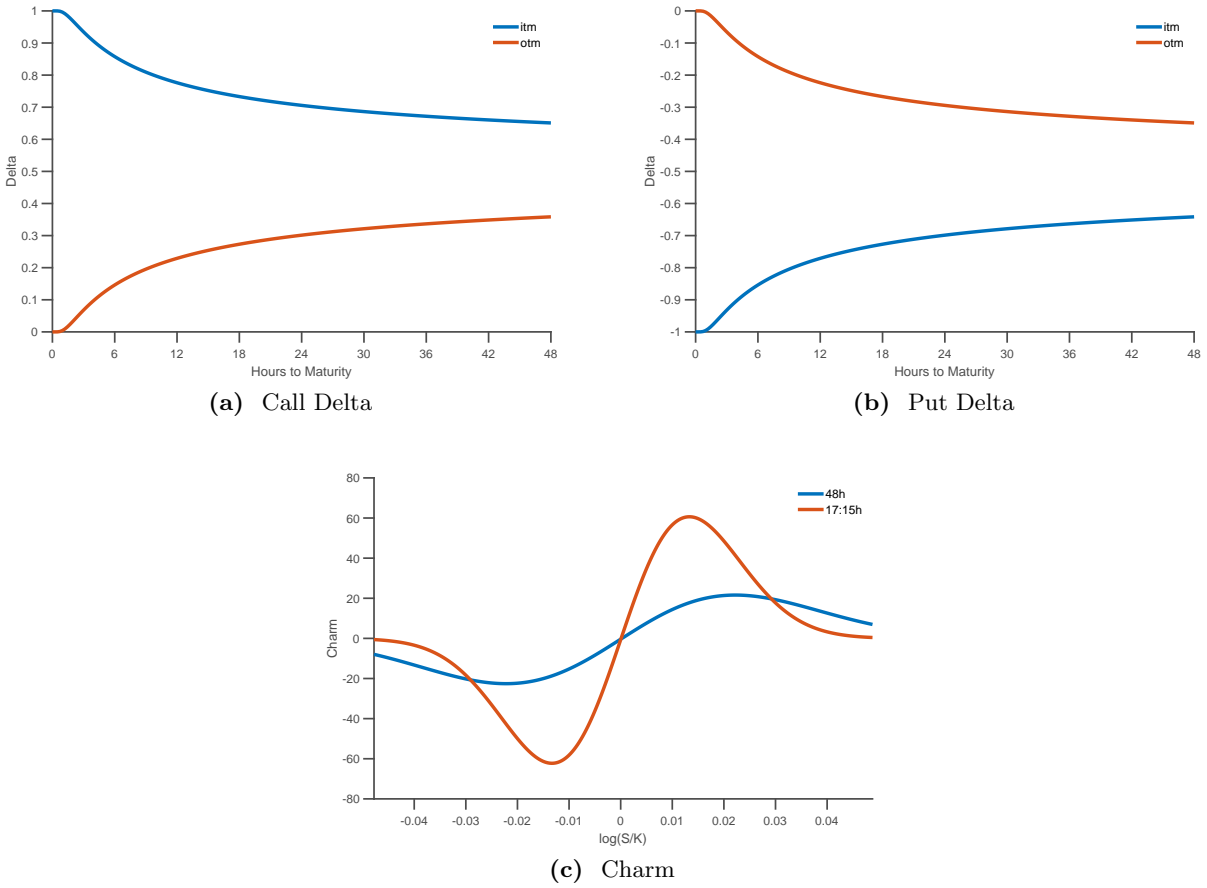 1
0.9
0.8
0.7
0.6
0.5
0.4
0.3
0.2
0.1
0
Delta
itm
otm
0 6 12 18 24 30 36 42 48
Hours to Maturity
(a) Call Delta
0
-0.1
-0.2
-0.3
-0.4
-0.5
-0.6
-0.7
-0.8
-0.9
-1
Delta
itm
otm
0 6 12 18 24 30 36 42 48
Hours to Maturity
(b) Put Delta
80
60
40
20
0
-20
-40
-60
-80
Charm
48h
17:15h
-0.04 -0.03 -0.02 -0.01 0 0.01 0.02 0.03 0.04
log(S/K)
(c) Charm